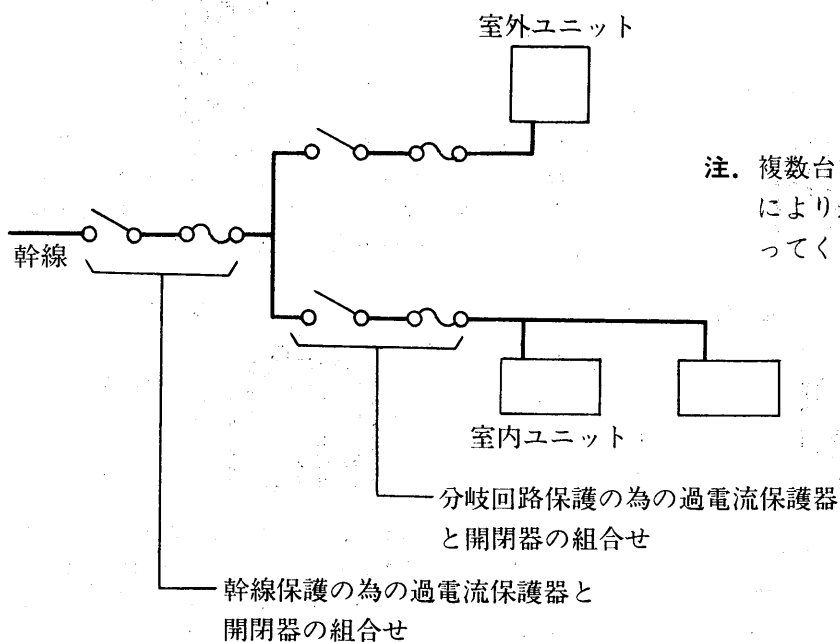 室外ユニット
注. 複数台
により
ってく
幹線
室内ユニット
分岐回路保護の為の過電流保護器
と開閉器の組合せ
幹線保護の為の過電流保護器と
開閉器の組合せ